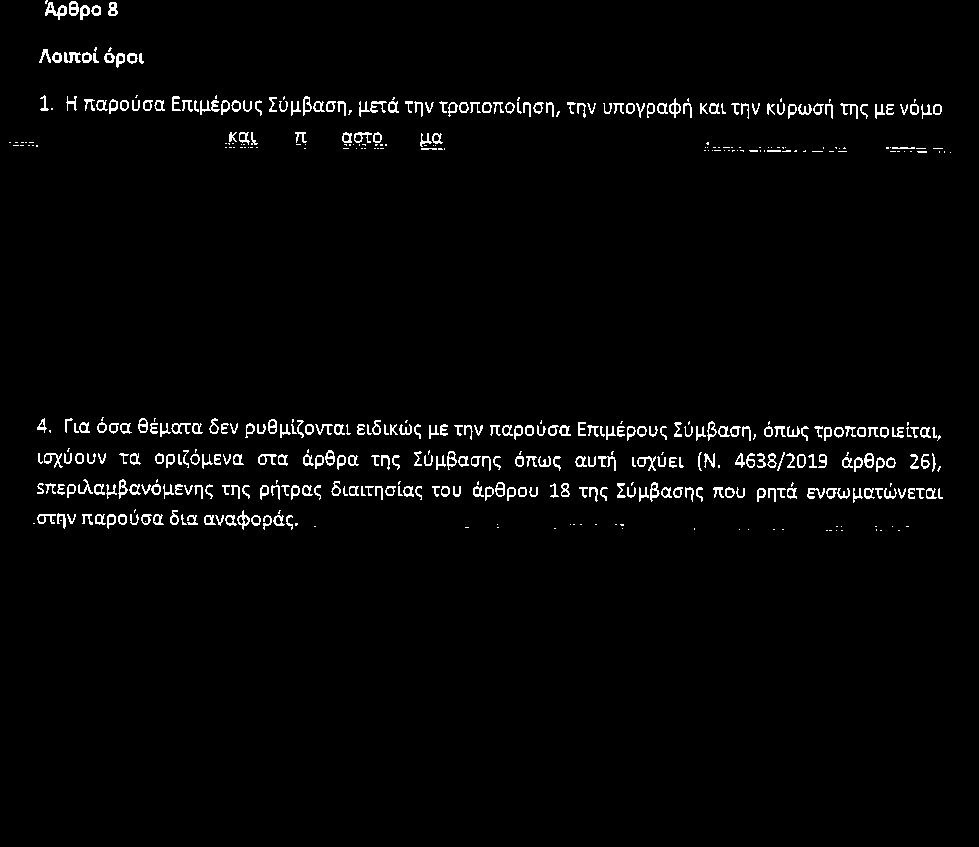 Άρθρο 8
Λοιποί όροι
1. Η παρούσα Επιμέρους Σύμβαση, μετά την τροποποίηση, την υπογραφή και την κύρωσή της με νόμο
και
4. Για όσα θέματα δεν ρυθμίζονται ειδικώς με την παρούσα Επιμέρους Σύμβαση, όπως τροποποιείται,
ισχύουν τα οριζόμενα στα άρθρα της Σύμβασης όπως αυτή ισχύει (Ν. 4638/2019 άρθρο 26),
sπεριλαμβανόμενης της ρήτρας διαιτησίας του άρθρου 18 της Σύμβασης που ρητά ενσωματώνεται
στην παρούσα δια αναφοράς.